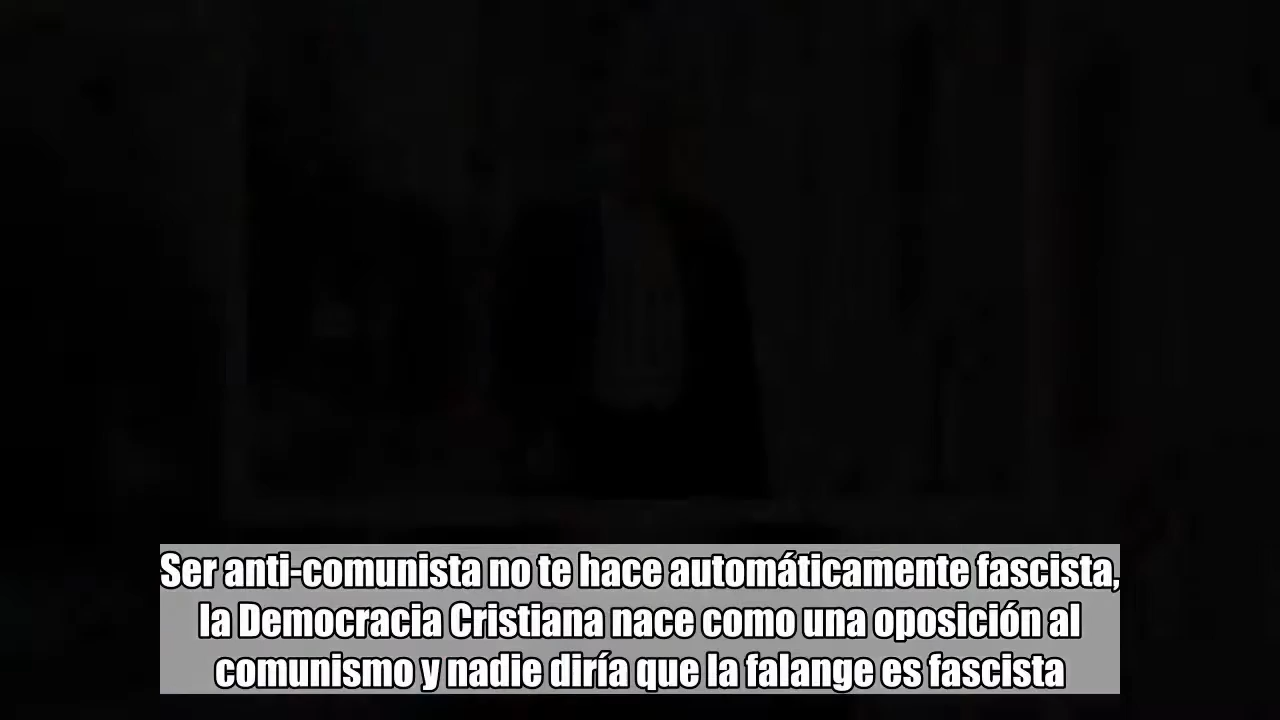 Ser anti-comunista no te hace automáticamente fascista,
la Democracia Cristiana nace como una oposición al
comunismo y nadie diría que la falange es fascista